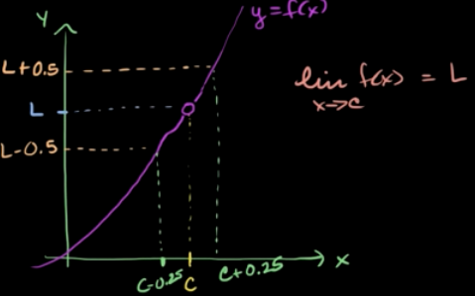 Y
y=f(x)
L+0.5
L
L-0.5
lim f(x) = L
x→c
x
C-0.25
C
C+0.25